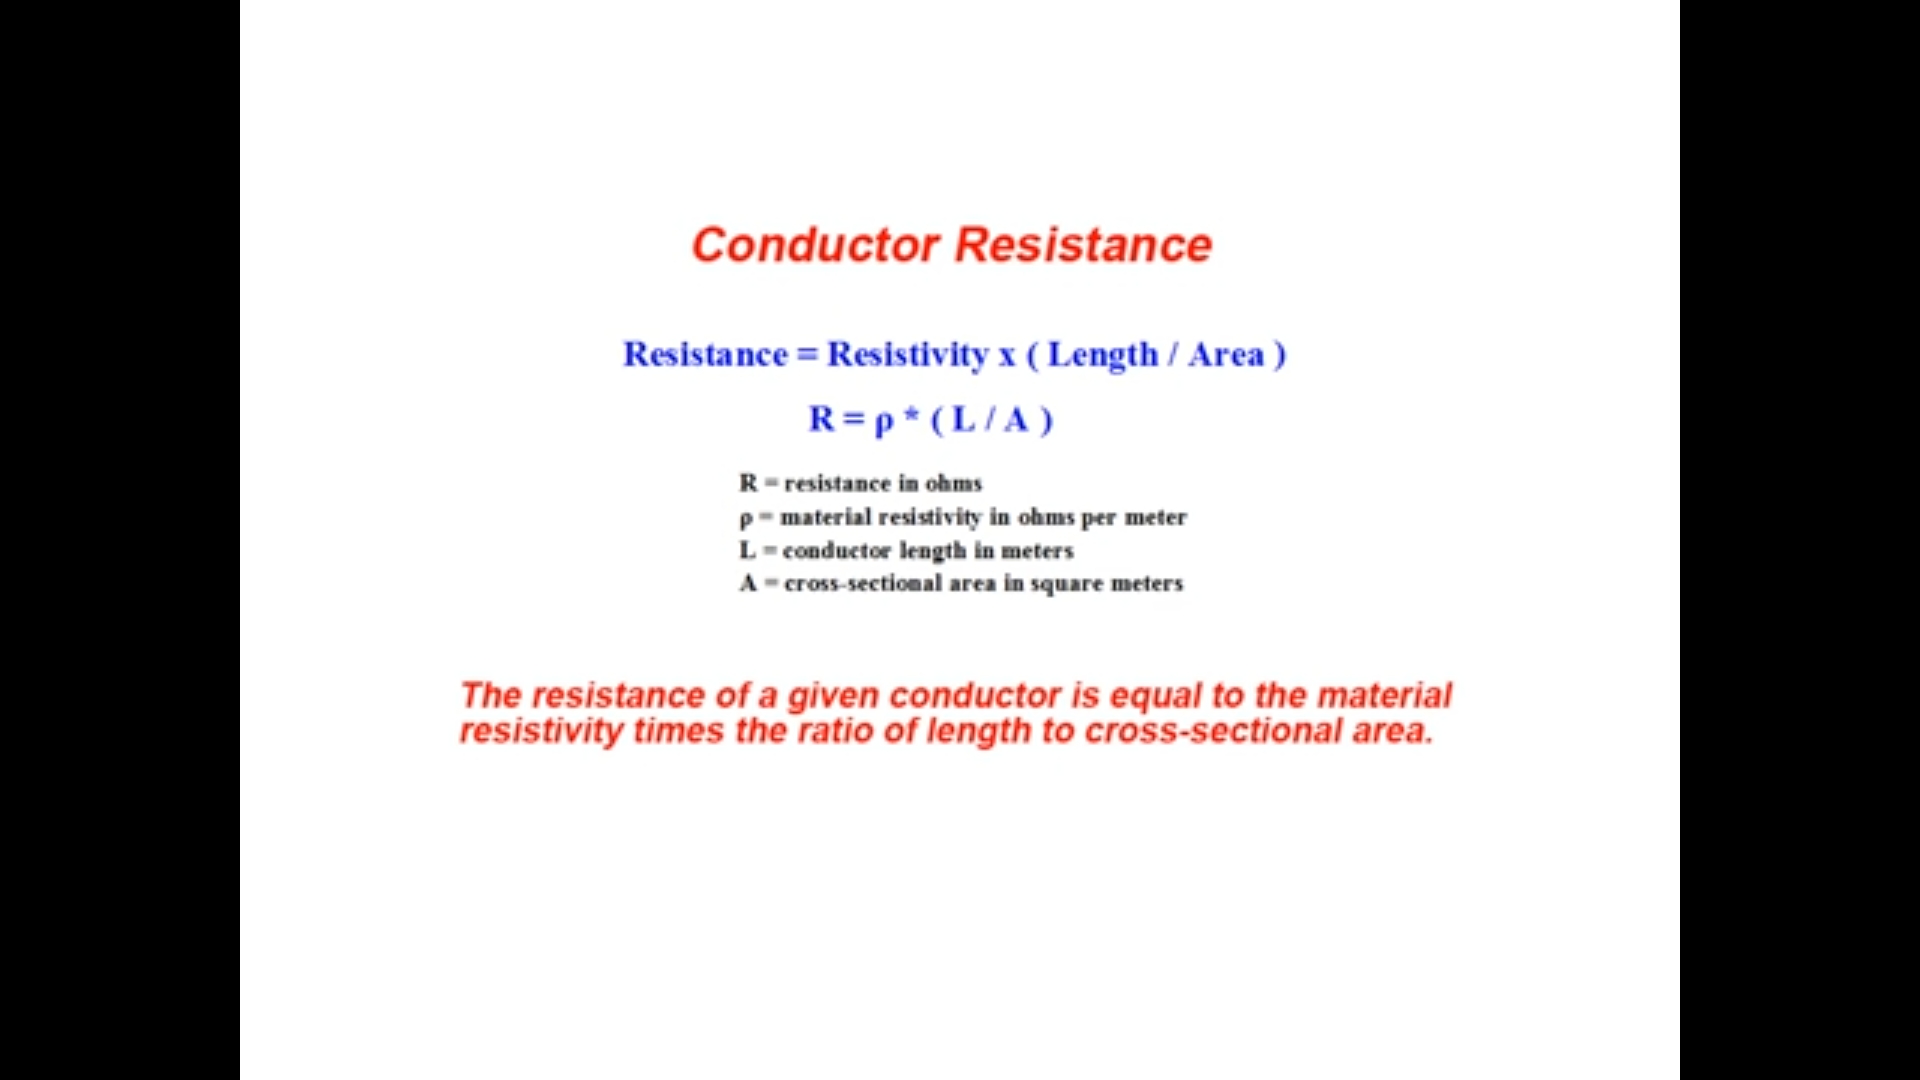 Conductor Resistance
Resistance = Resistivity x ( Length / Area )
R = ρ * ( L / A )
R = resistance in ohms
ρ = material resistivity in ohms per meter
L = conductor length in meters
A = cross-sectional area in square meters
The resistance of a given conductor is equal to the material
resistivity times the ratio of length to cross-sectional area.